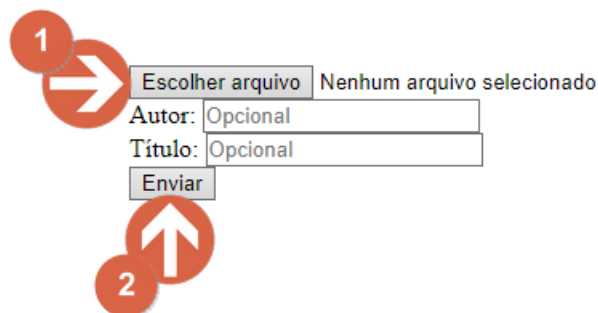 1
Escolher arquivo Nenhum arquivo selecionado
Autor: Opcional
Título: Opcional
Enviar
2